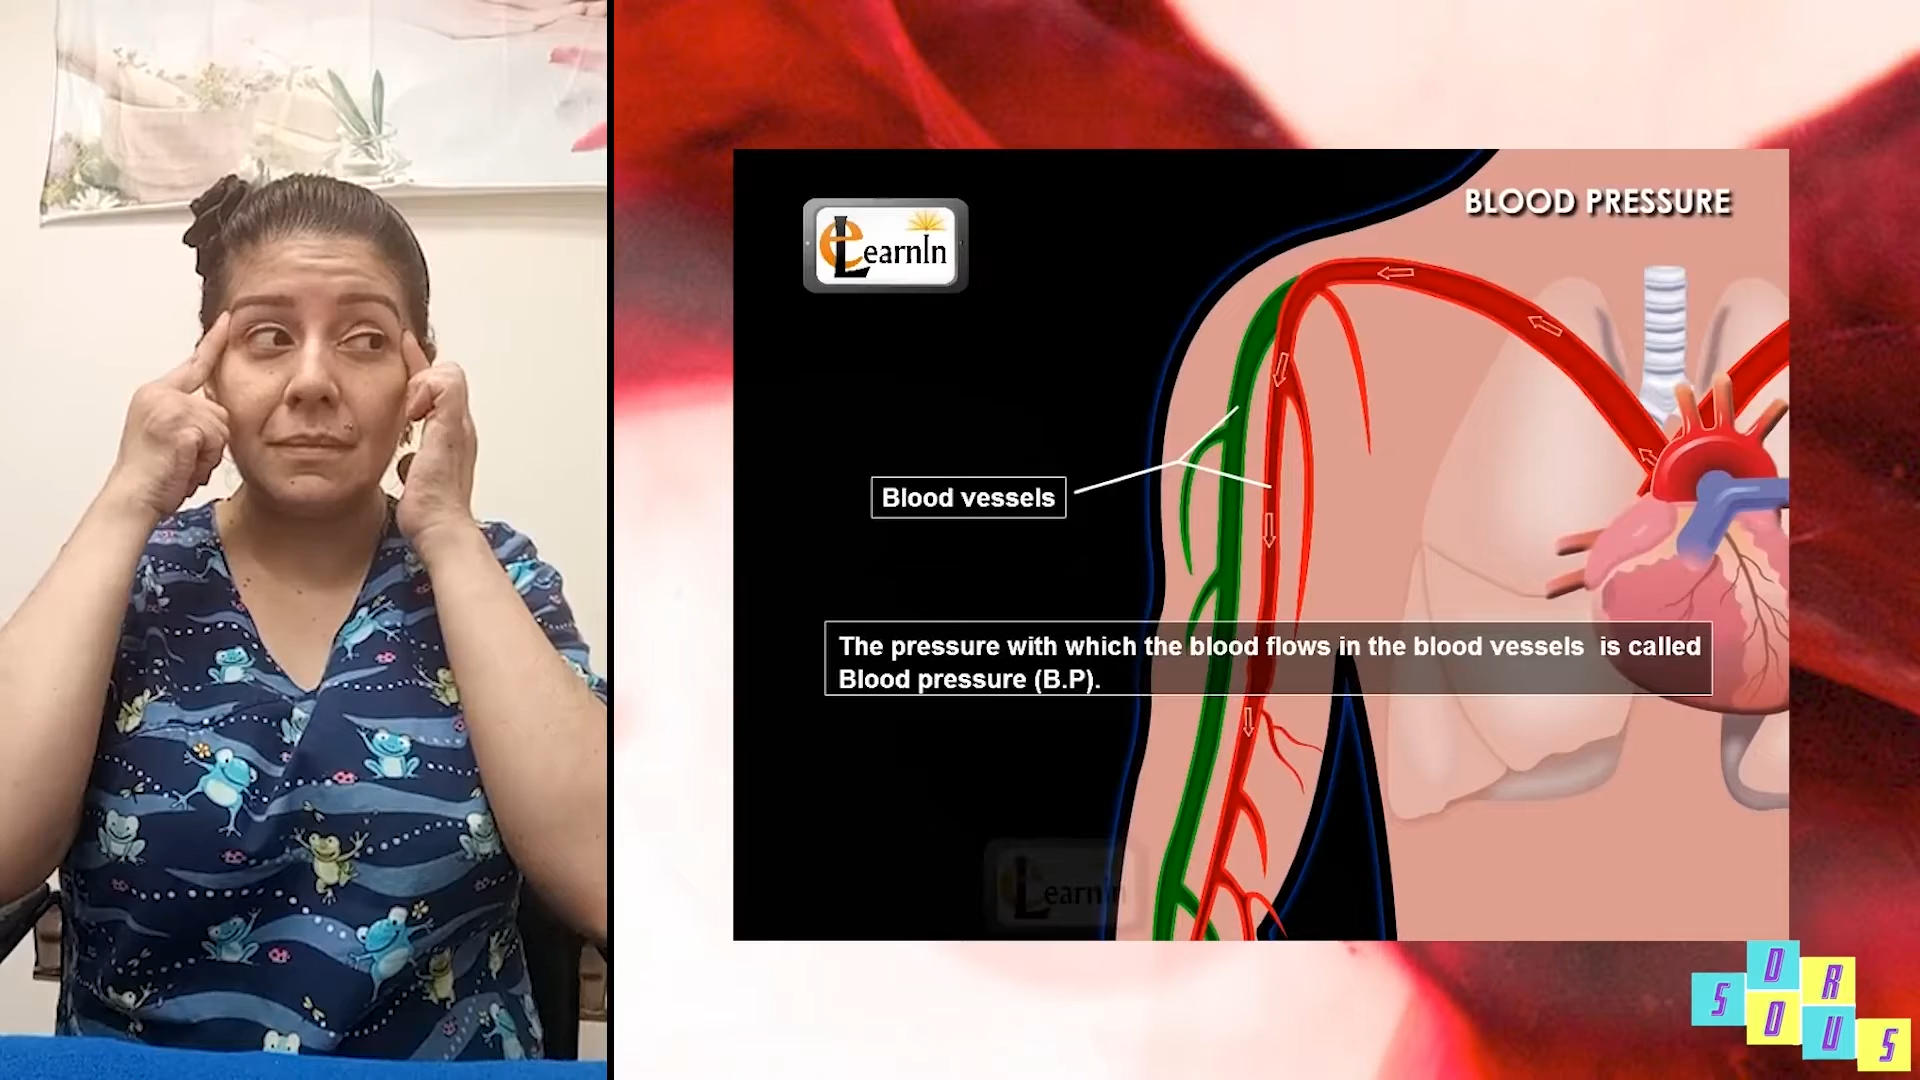 BLOOD PRESSURE
eLearnIn
Blood vessels
The pressure with which the blood flows in the blood vessels is called
Blood pressure (B.P).
eLearnIn
D R
S O U S